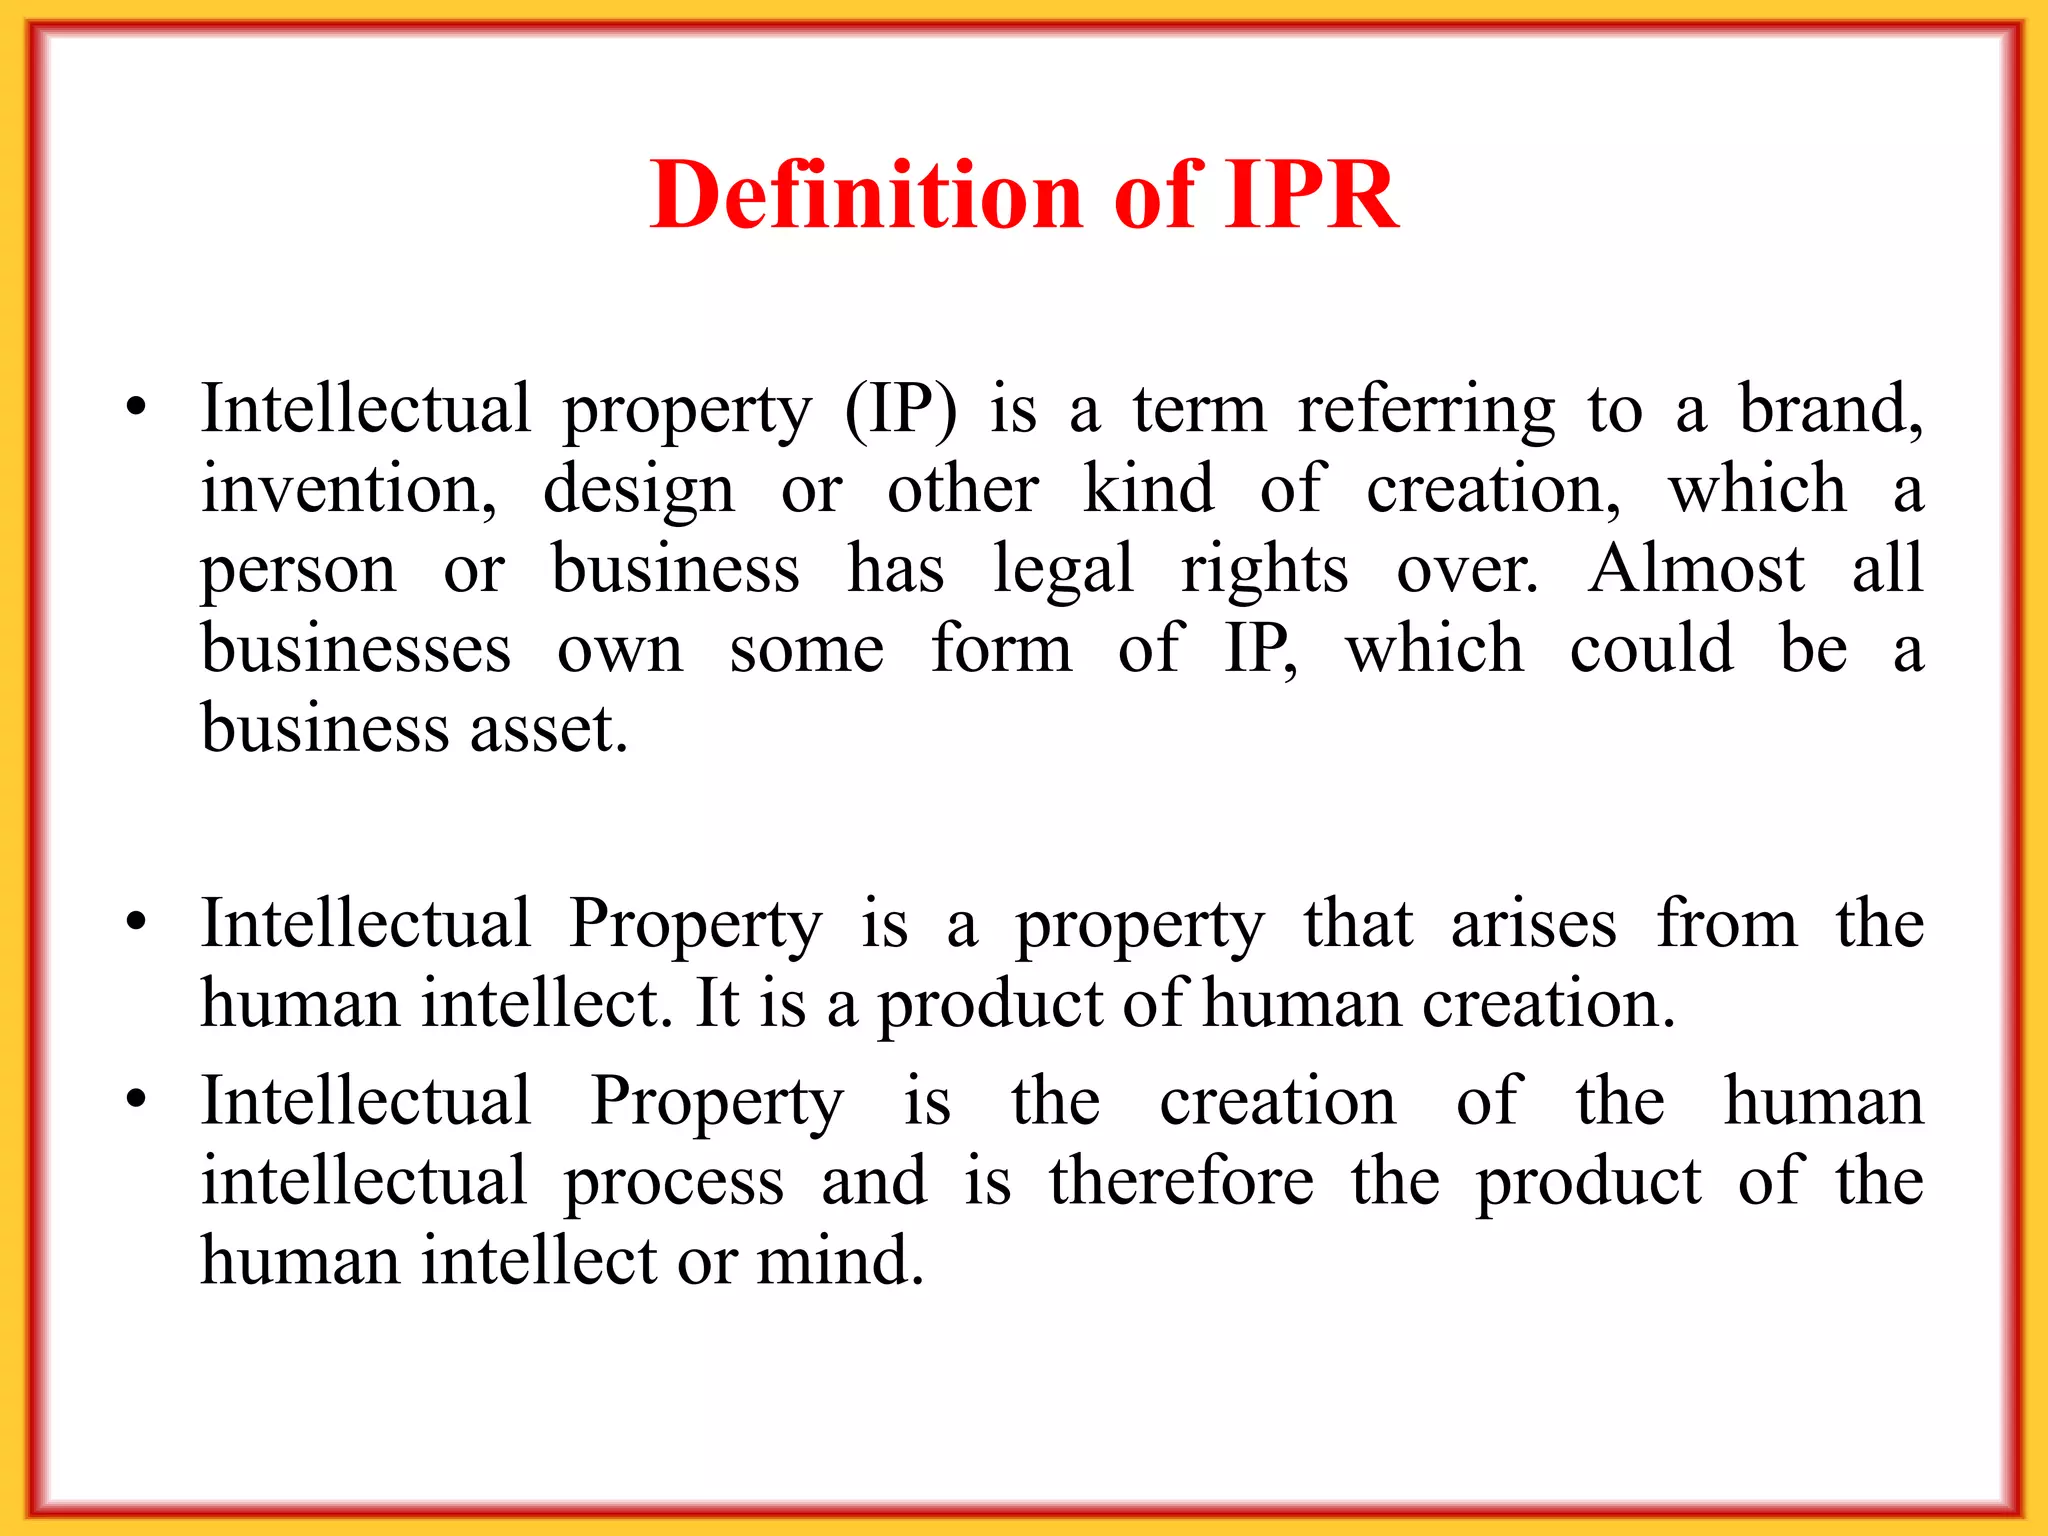 Definition of IPR
• Intellectual property (IP) is a term referring to a brand,
invention, design or other kind of creation, which a
person or business has legal rights over. Almost all
businesses own some form of IP, which could be a
business asset.
• Intellectual Property is a property that arises from the
human intellect. It is a product of human creation.
• Intellectual Property is the creation of the human
intellectual process and is therefore the product of the
human intellect or mind.